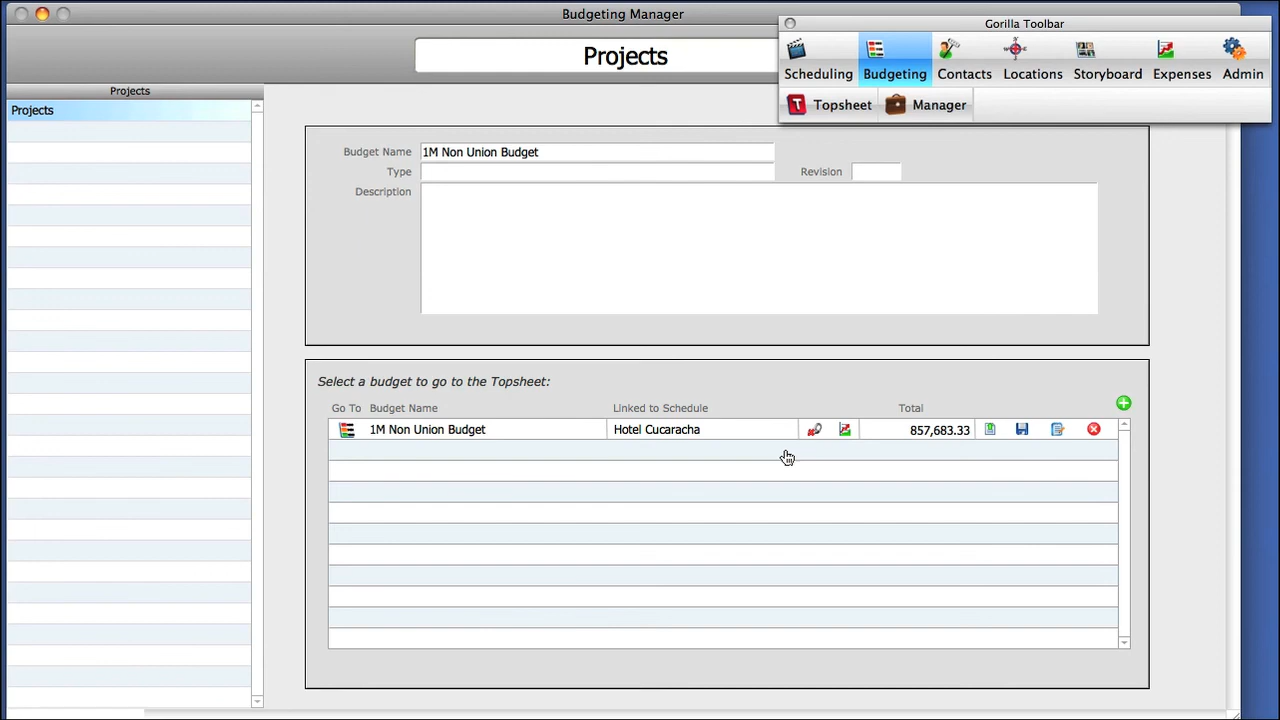 Budgeting Manager
Gorilla Toolbar
Projects
Scheduling Budgeting Contacts Locations Storyboard Expenses Admin
T Topsheet Manager
Projects
Projects
Budget Name 1M Non Union Budget
Type Revision
Description
Select a budget to go to the Topsheet:
Go To Budget Name Linked to Schedule Total
1M Non Union Budget Hotel Cucaracha 857,683.33